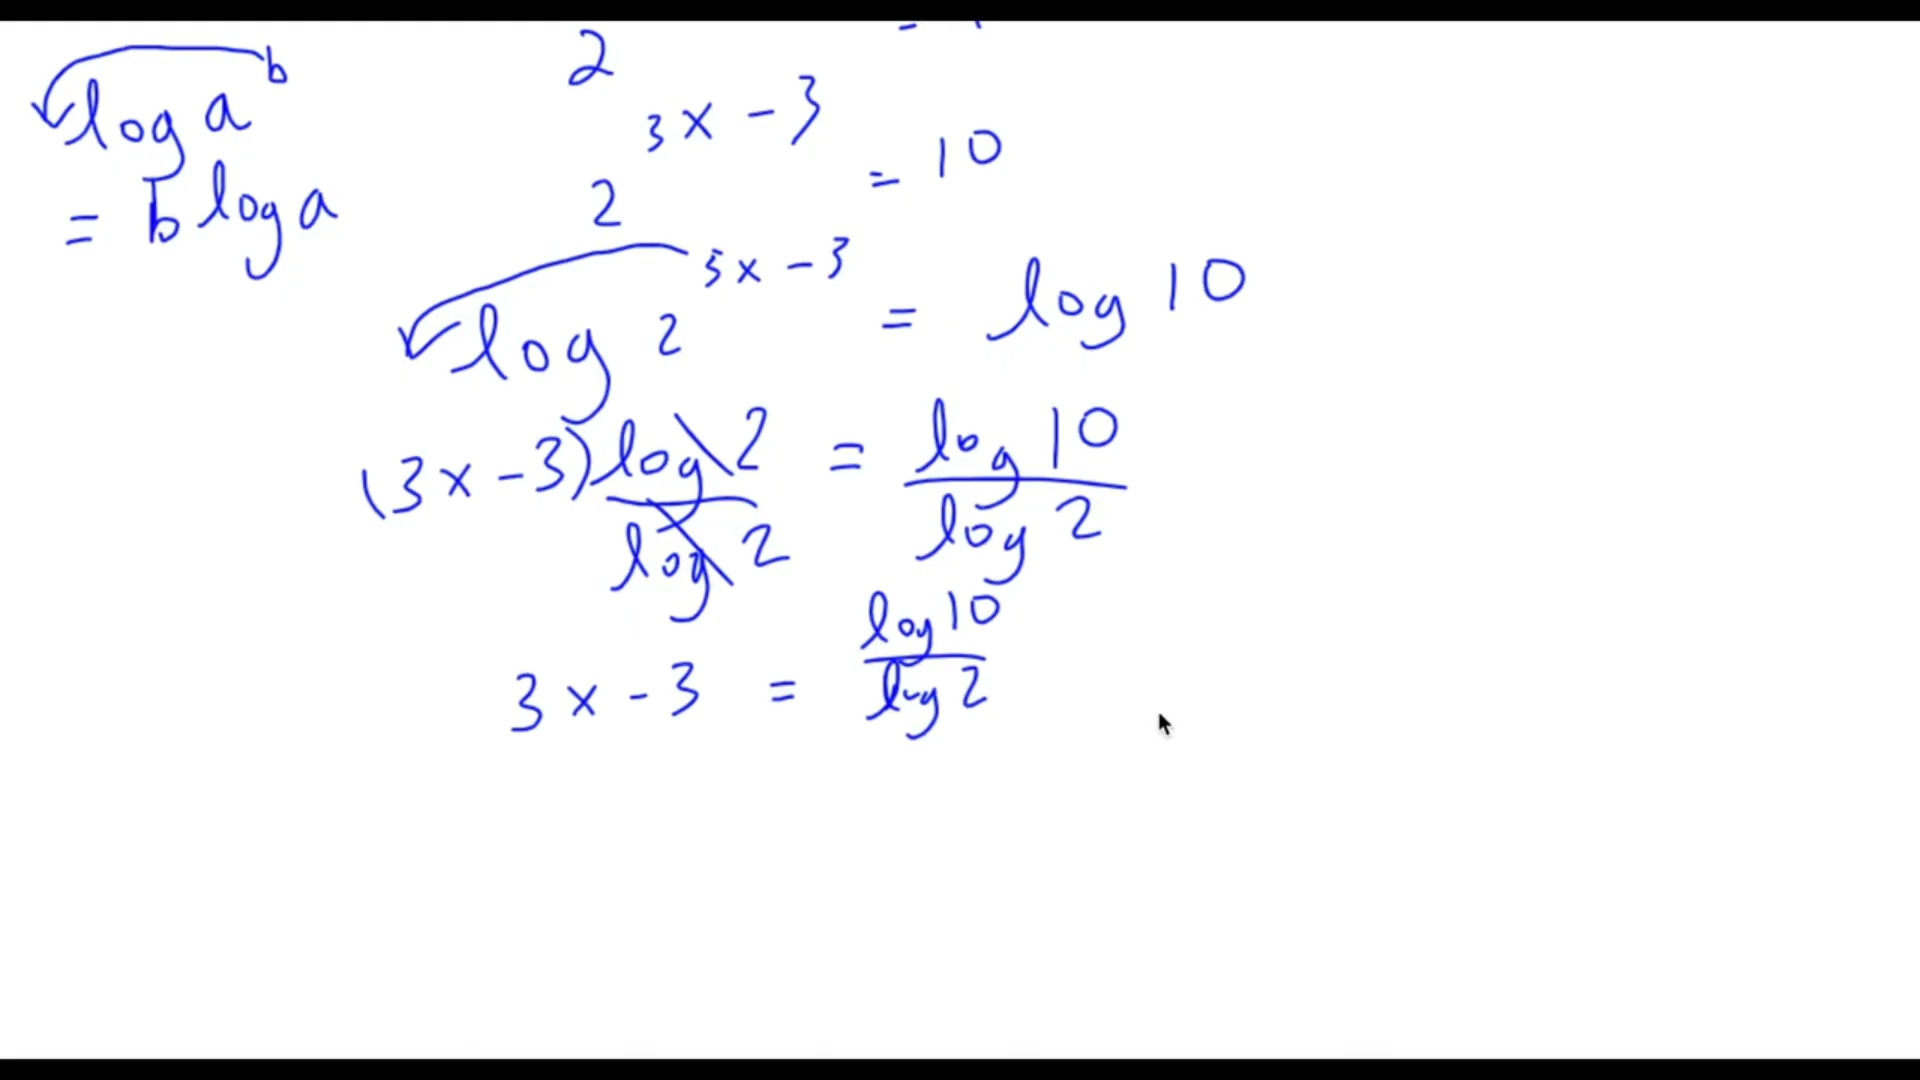 log a^b
= b log a
2
2^(3x - 3) = 10
log 2^(3x - 3) = log 10
(3x - 3) log 2 / log 2 = log 10 / log 2
3x - 3 = log 10 / log 2